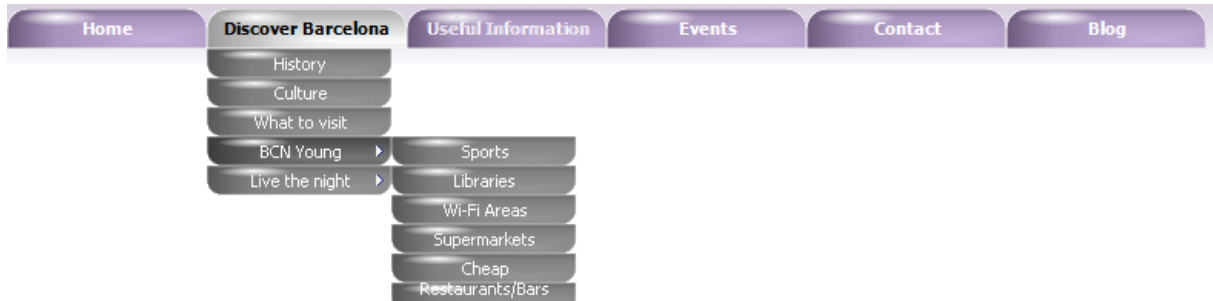 Home Discover Barcelona Useful Information Events Contact Blog
History
Culture
What to visit
BCN Young Sports
Live the night Libraries
Wi-Fi Areas
Supermarkets
Cheap
Restaurants/Bars